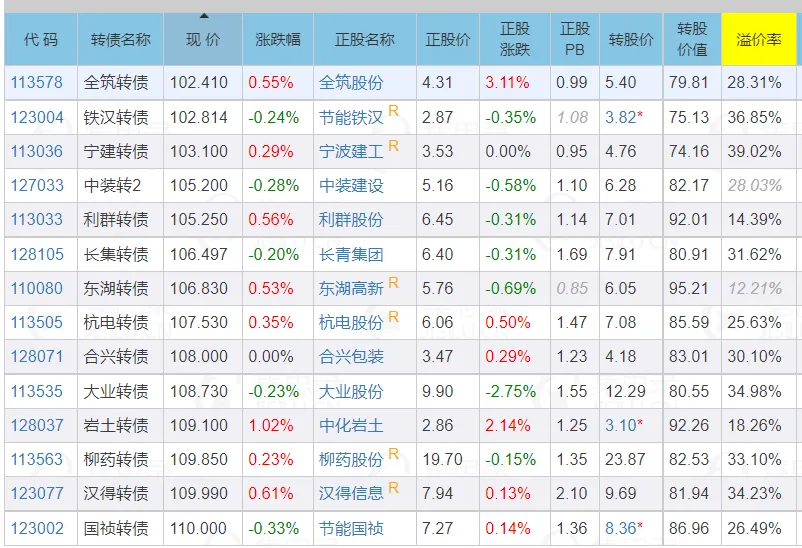 代码 转债名称 现价 涨跌幅 正股名称 正股价 正股涨跌 正股PB 转股价 转股价值 溢价率
113578 全筑转债 102.410 0.55% 全筑股份 4.31 3.11% 0.99 5.40 79.81 28.31%
123004 铁汉转债 102.814 -0.24% 节能铁汉 R 2.87 -0.35% 1.08 3.82* 75.13 36.85%
113036 宁建转债 103.100 0.29% 宁波建工 R 3.53 0.00% 0.95 4.76 74.16 39.02%
127033 中装转2 105.200 -0.28% 中装建设 5.16 -0.58% 1.10 6.28 82.17 28.03%
113033 利群转债 105.250 0.56% 利群股份 6.45 -0.31% 1.14 7.01 92.01 14.39%
128105 长集转债 106.497 -0.20% 长青集团 6.40 -0.31% 1.69 7.91 80.91 31.62%
110080 东湖转债 106.830 0.53% 东湖高新 R 5.76 -0.69% 0.85 6.05 95.21 12.21%
113505 杭电转债 107.530 0.35% 杭电股份 R 6.06 0.50% 1.47 7.08 85.59 25.63%
128071 合兴转债 108.000 0.00% 合兴包装 3.47 0.29% 1.23 4.18 83.01 30.10%
113535 大业转债 108.730 -0.23% 大业股份 9.90 -2.75% 1.55 12.29 80.55 34.98%
128037 岩土转债 109.100 1.02% 中化岩土 2.86 2.14% 1.25 3.10* 92.26 18.26%
113563 柳药转债 109.850 0.23% 柳药股份 R 19.70 -0.15% 1.35 23.87 82.53 33.10%
123077 汉得转债 109.990 0.61% 汉得信息 R 7.94 0.13% 2.10 9.69 81.94 34.23%
123002 国祯转债 110.000 -0.33% 节能国祯 7.27 0.14% 1.36 8.36* 86.96 26.49%